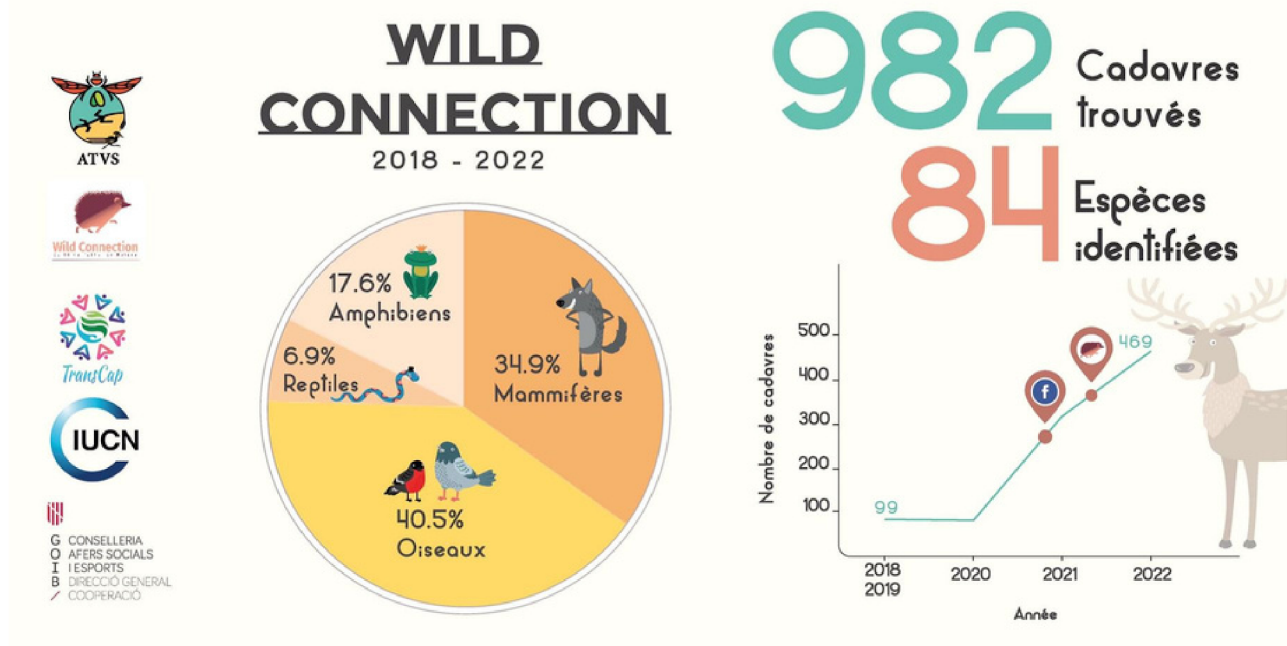 ATVS
Wild Connection
TransCap
IUCN
G CONSELLERIA
O AFERS SOCIALS
I I ESPORTS
B DIRECCIÓ GENERAL
/ COOPERACIÓ
WILD
CONNECTION
2018 - 2022
17.6%
Amphibiens
6.9%
Reptiles
34.9%
Mammifères
40.5%
Oiseaux
982
Cadavres
trouvés
84
Espèces
identifiées
Nombre de cadavres
500
400
300
200
100
99
f
469
2018
2019
2020
2021
2022
Année